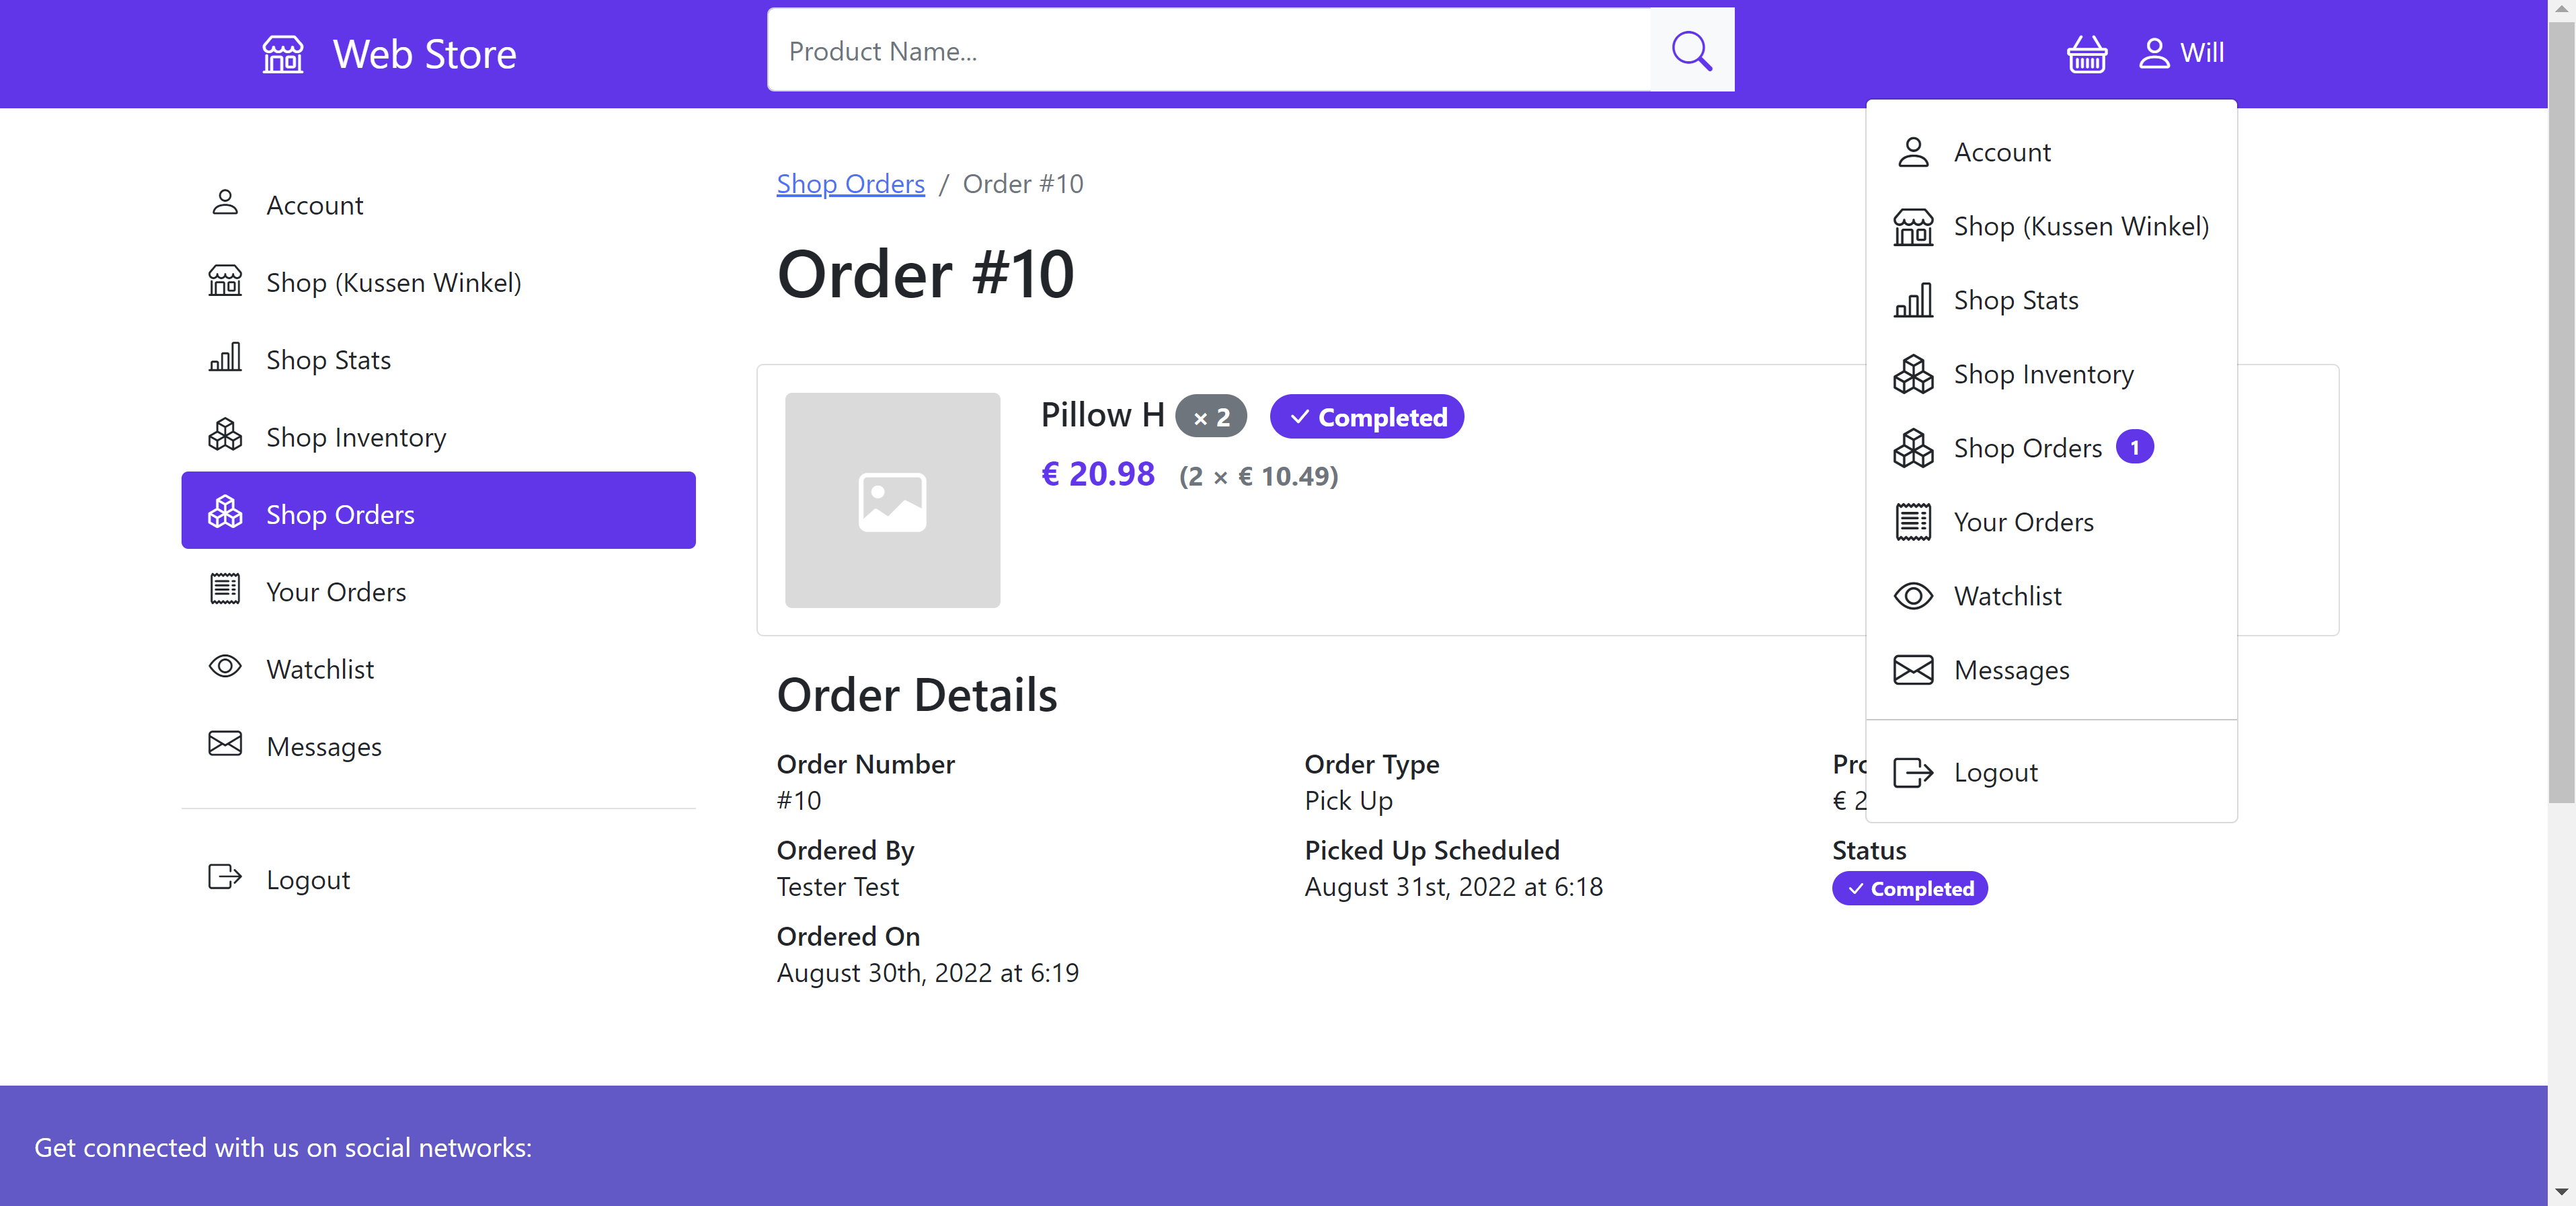 Web Store
Product Name...
Will
Account
Shop (Kussen Winkel)
Shop Stats
Shop Inventory
Shop Orders
Your Orders
Watchlist
Messages
Logout
Shop Orders / Order #10
Order #10
Pillow H × 2 Completed
€ 20.98 (2 × € 10.49)
Order Details
Order Number
#10
Ordered By
Tester Test
Ordered On
August 30th, 2022 at 6:19
Order Type
Pick Up
Picked Up Scheduled
August 31st, 2022 at 6:18
€ 2
Status
Completed
Account
Shop (Kussen Winkel)
Shop Stats
Shop Inventory
Shop Orders 1
Your Orders
Watchlist
Messages
Logout
Get connected with us on social networks: